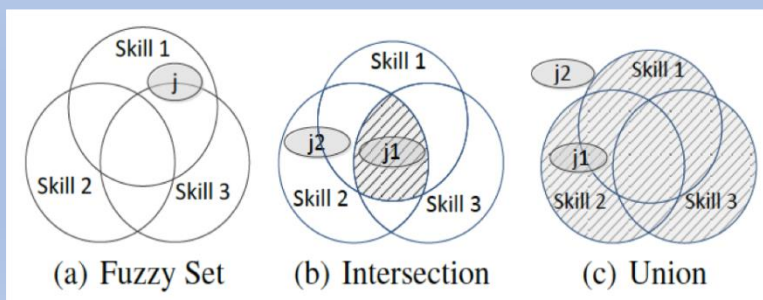 Skill 1
j
Skill 2
Skill 3
(a) Fuzzy Set
Skill 1
j2
j1
Skill 2
Skill 3
(b) Intersection
j2
Skill 1
j1
Skill 2
Skill 3
(c) Union